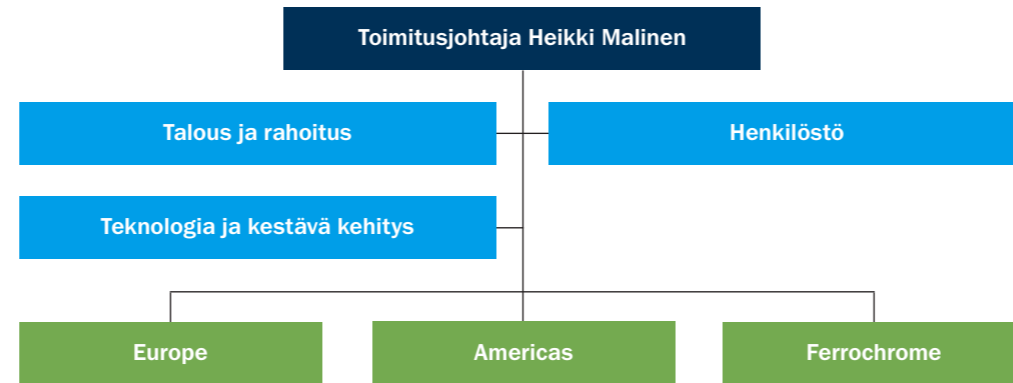 Toimitusjohtaja Heikki Malinen
Talous ja rahoitus
Henkilöstö
Teknologia ja kestävä kehitys
Europe
Americas
Ferrochrome